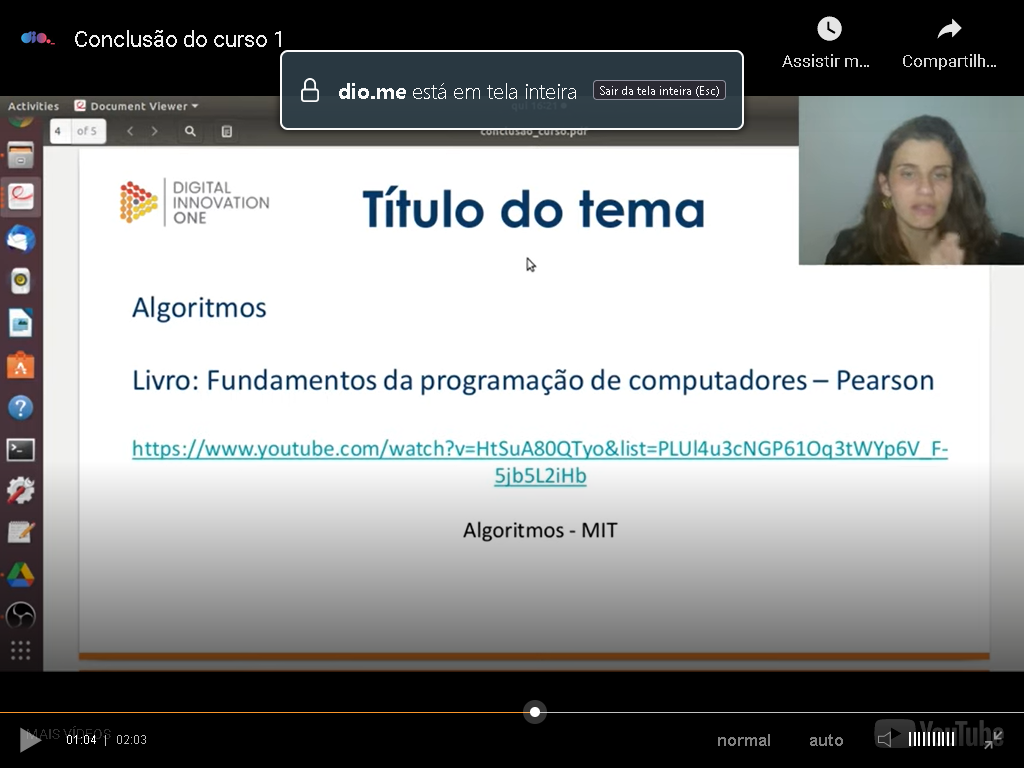 dio.
Conclusão do curso 1
Assistir m...
Compartilh...
dio.me está em tela inteira
Sair da tela inteira (Esc)
Activities
Document Viewer
4 of 5
conclusao_curso.pdf
DIGITAL
INNOVATION
ONE
Título do tema
Algoritmos
Livro: Fundamentos da programação de computadores – Pearson
https://www.youtube.com/watch?v=HtSuA80QTyo&list=PLUl4u3cNGP61Oq3tWYp6V_F-
5jb5L2iHb
Algoritmos - MIT
MAIS VÍDEOS
01:04 | 02:03
normal
auto
YouTube